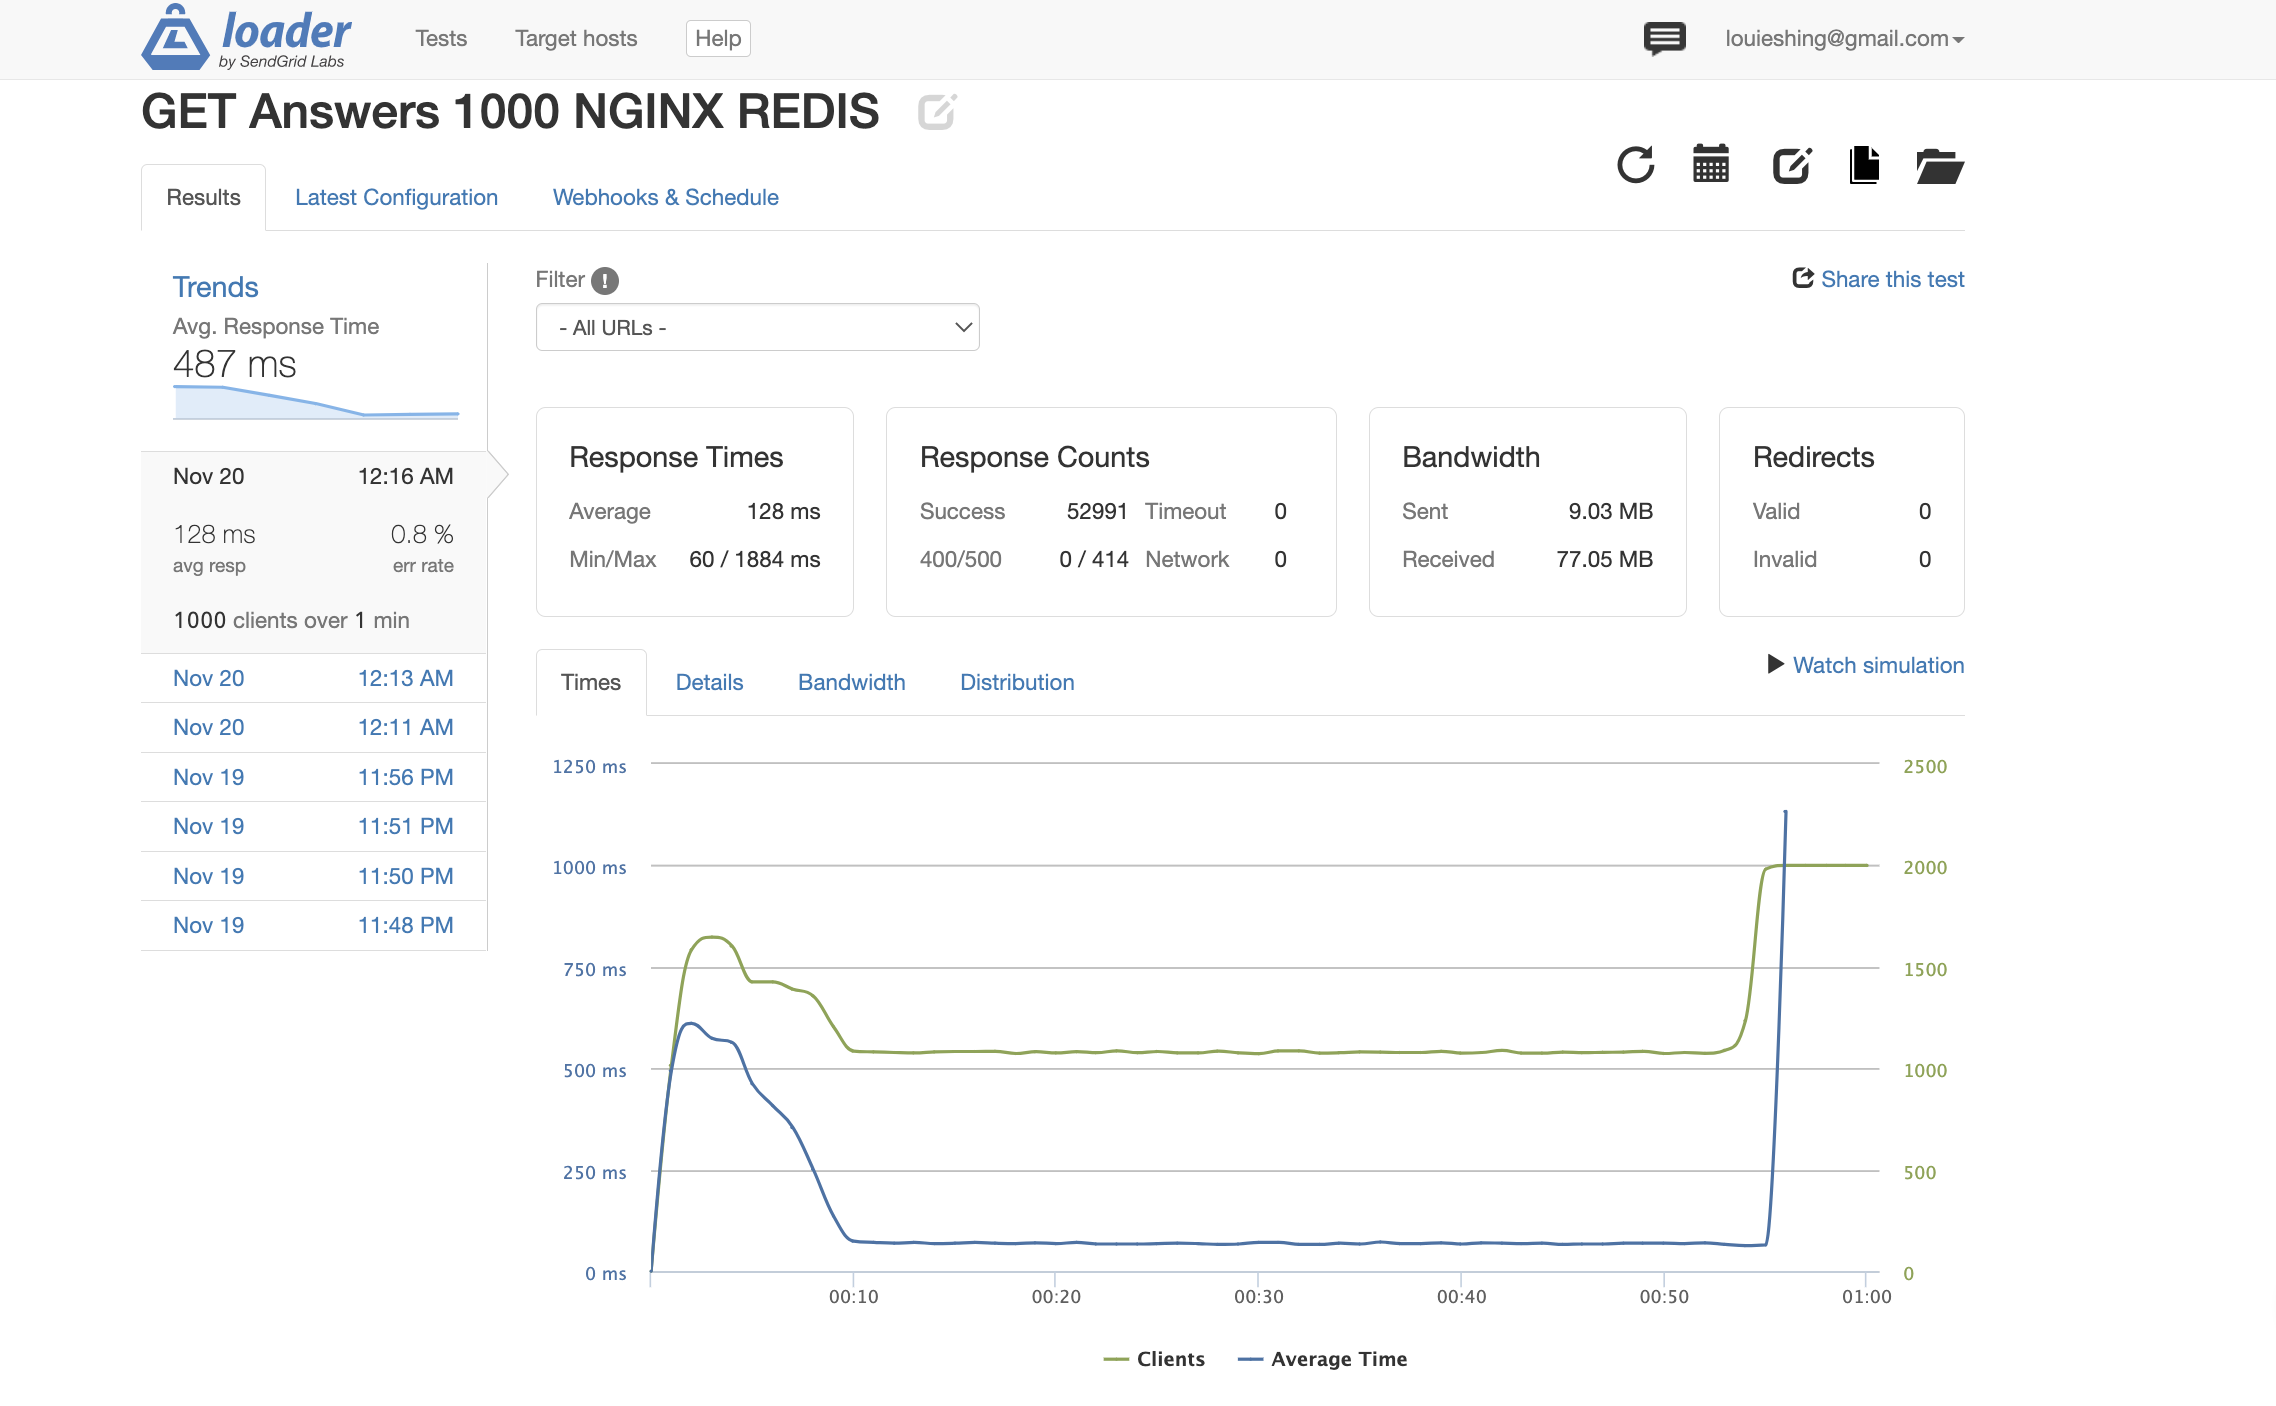 loader
by SendGrid Labs
Tests Target hosts Help louieshing@gmail.com
GET Answers 1000 NGINX REDIS
Results Latest Configuration Webhooks & Schedule
Trends
Avg. Response Time
487 ms
Nov 20 12:16 AM
128 ms 0.8 %
avg resp err rate
1000 clients over 1 min
Nov 20 12:13 AM
Nov 20 12:11 AM
Nov 19 11:56 PM
Nov 19 11:51 PM
Nov 19 11:50 PM
Nov 19 11:48 PM
Filter !
Share this test
- All URLs -
Response Times
Average 128 ms
Min/Max 60 / 1884 ms
Response Counts
Success 52991 Timeout 0
400/500 0 / 414 Network 0
Bandwidth
Sent 9.03 MB
Received 77.05 MB
Redirects
Valid 0
Invalid 0
Times Details Bandwidth Distribution
Watch simulation
1250 ms 2500
1000 ms 2000
750 ms 1500
500 ms 1000
250 ms 500
0 ms 0
00:10 00:20 00:30 00:40 00:50 01:00
Clients Average Time